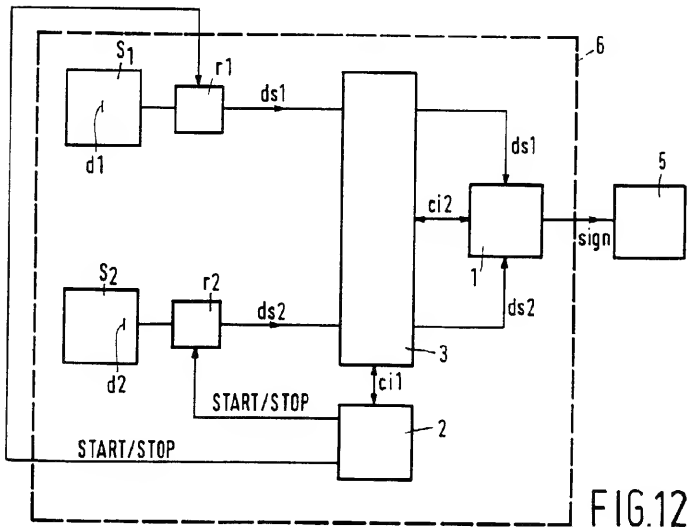 S1
r1
ds1
d1
6
ds1
5
ci2
1
sign
S2
r2
ds2
ds2
d2
3
ci1
START/STOP
2
START/STOP
FIG.12